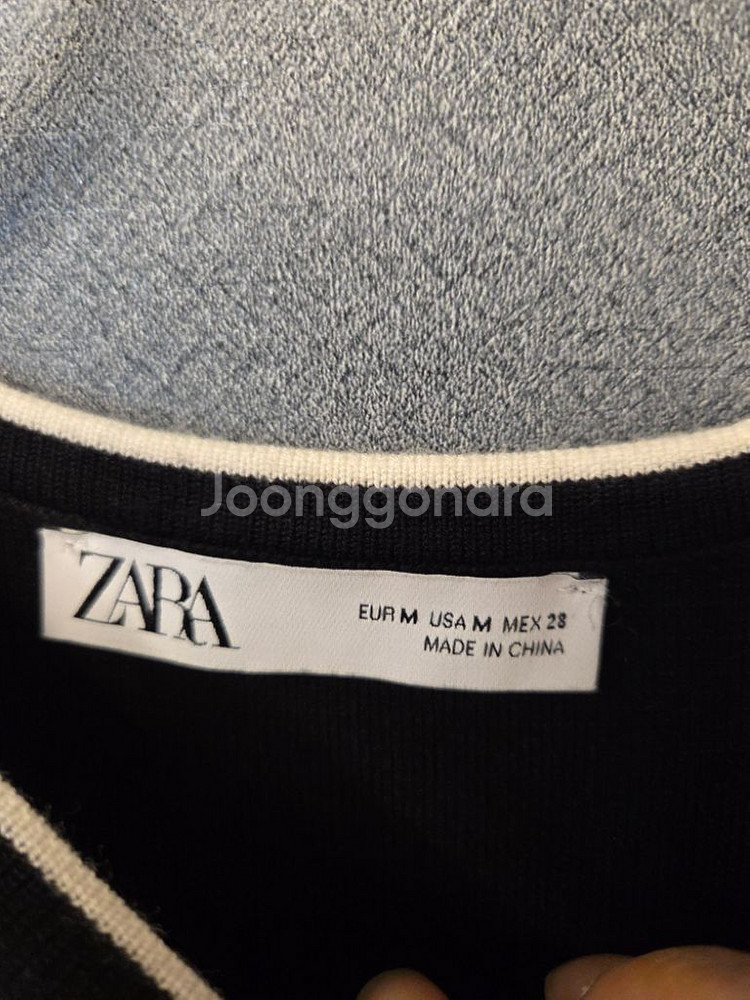 Joonggonara
ZARA
EUR M USA M MEX 28
MADE IN CHINA